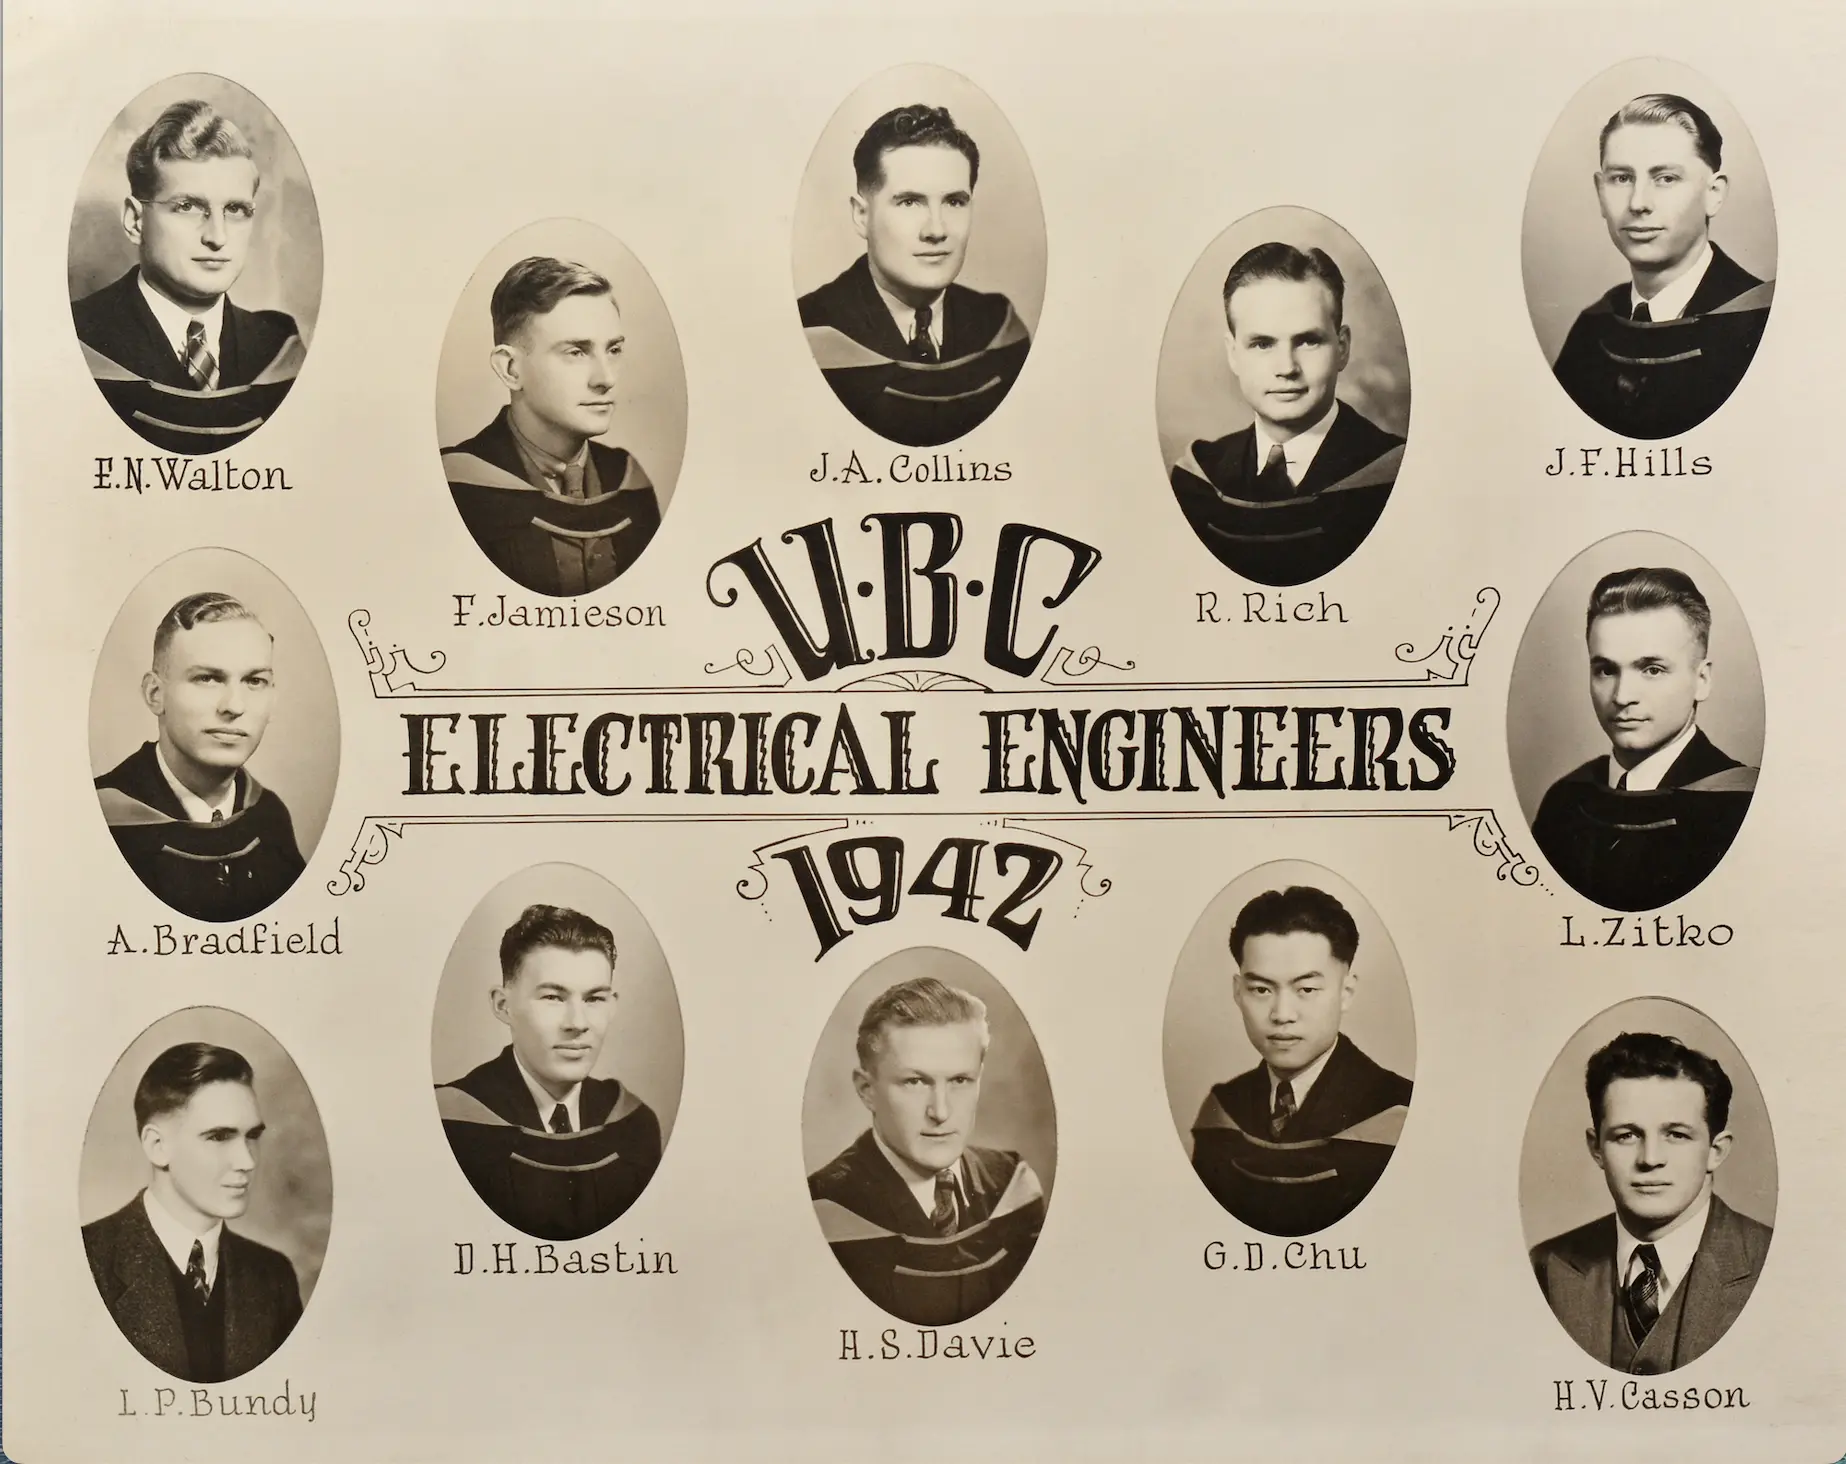 E.N.Walton
J.A.Collins
J.F.Hills
F.Jamieson
R.Rich
U·B·C
ELECTRICAL ENGINEERS
1942
A.Bradfield
L.Zitko
D.H.Bastin
G.D.Chu
H.S.Davie
L.P.Bundy
H.V.Casson